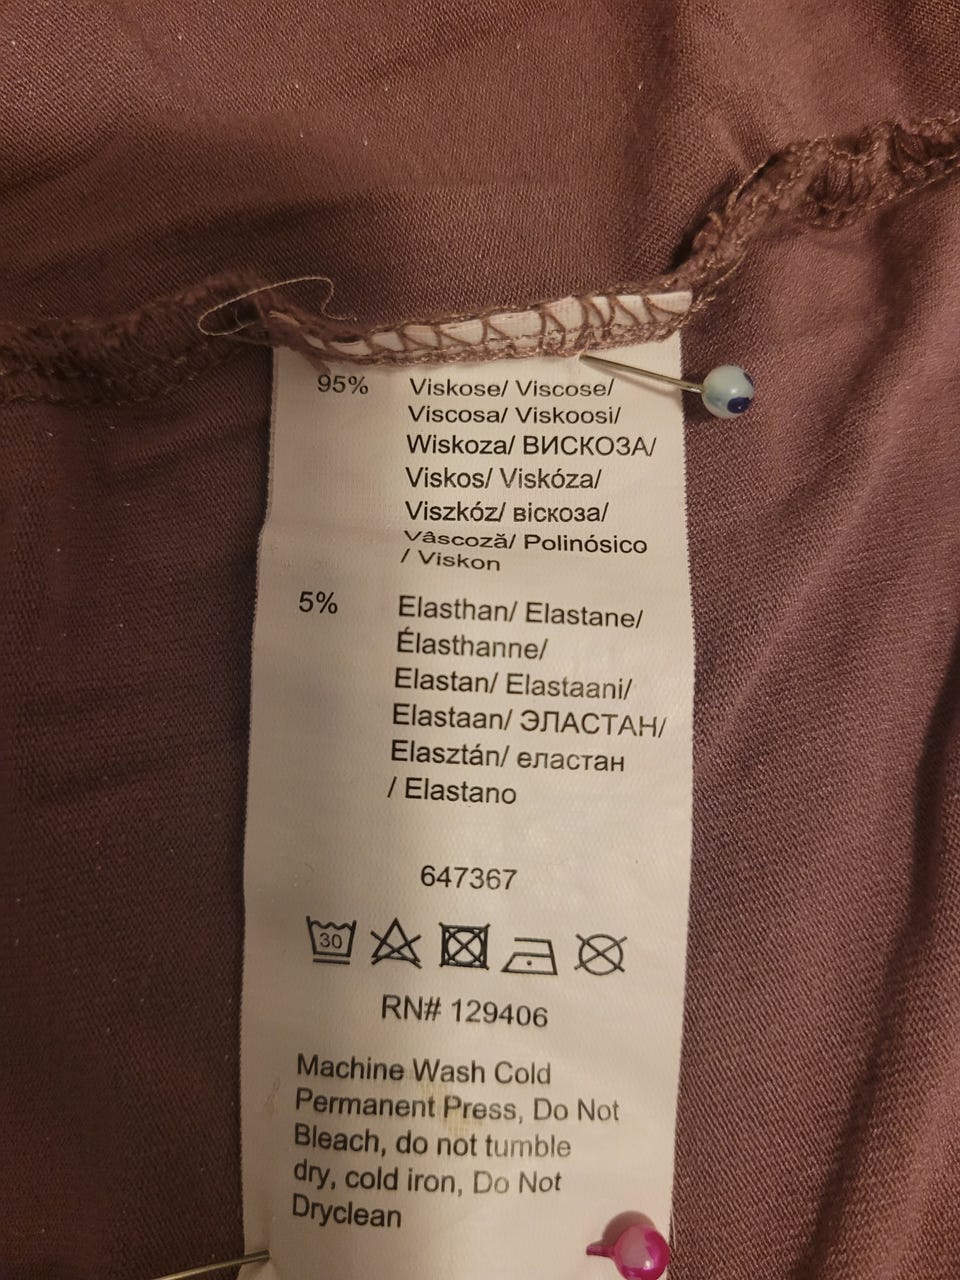 95% Viskose/ Viscose/
Viscosa/ Viskoosi/
Wiskoza/ ВИСКОЗА/
Viskos/ Viskóza/
Viszkóz/ віскоза/
Vâscoză/ Polinósico
/ Viskon
5% Elasthan/ Elastane/
Élasthanne/
Elastan/ Elastaani/
Elastaan/ ЭЛАСТАН/
Elasztán/ еластан
/ Elastano
647367
30
RN# 129406
Machine Wash Cold
Permanent Press, Do Not
Bleach, do not tumble
dry, cold iron, Do Not
Dryclean